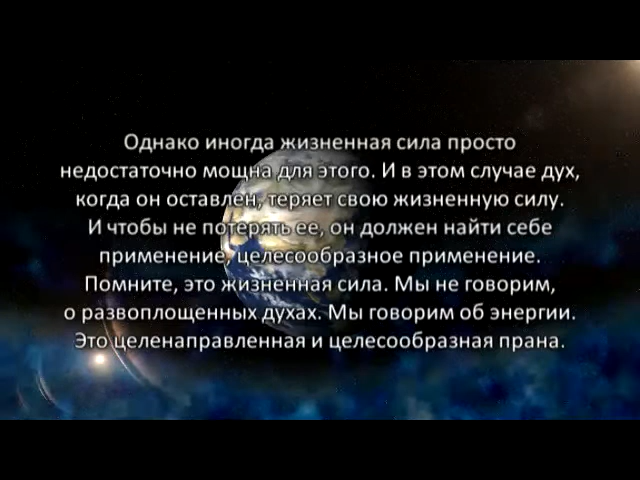 Однако иногда жизненная сила просто
недостаточно мощна для этого. И в этом случае дух,
когда он оставлен, теряет свою жизненную силу.
И чтобы не потерять ее, он должен найти себе
применение, целесообразное применение.
Помните, это жизненная сила. Мы не говорим,
о развоплощенных духах. Мы говорим об энергии.
Это целенаправленная и целесообразная прана.